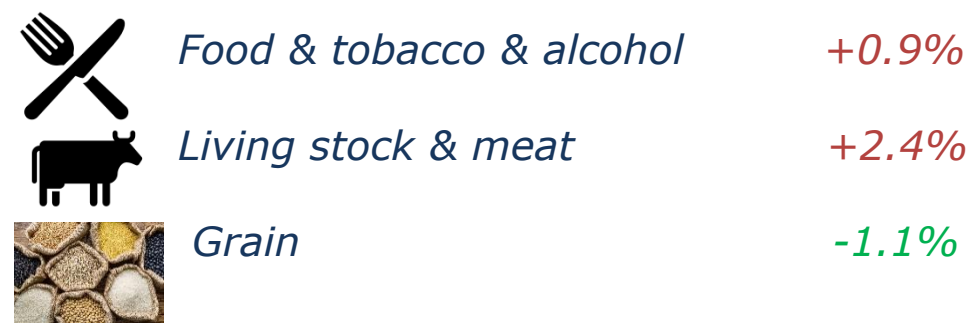 Food & tobacco & alcohol +0.9%
Living stock & meat +2.4%
Grain -1.1%